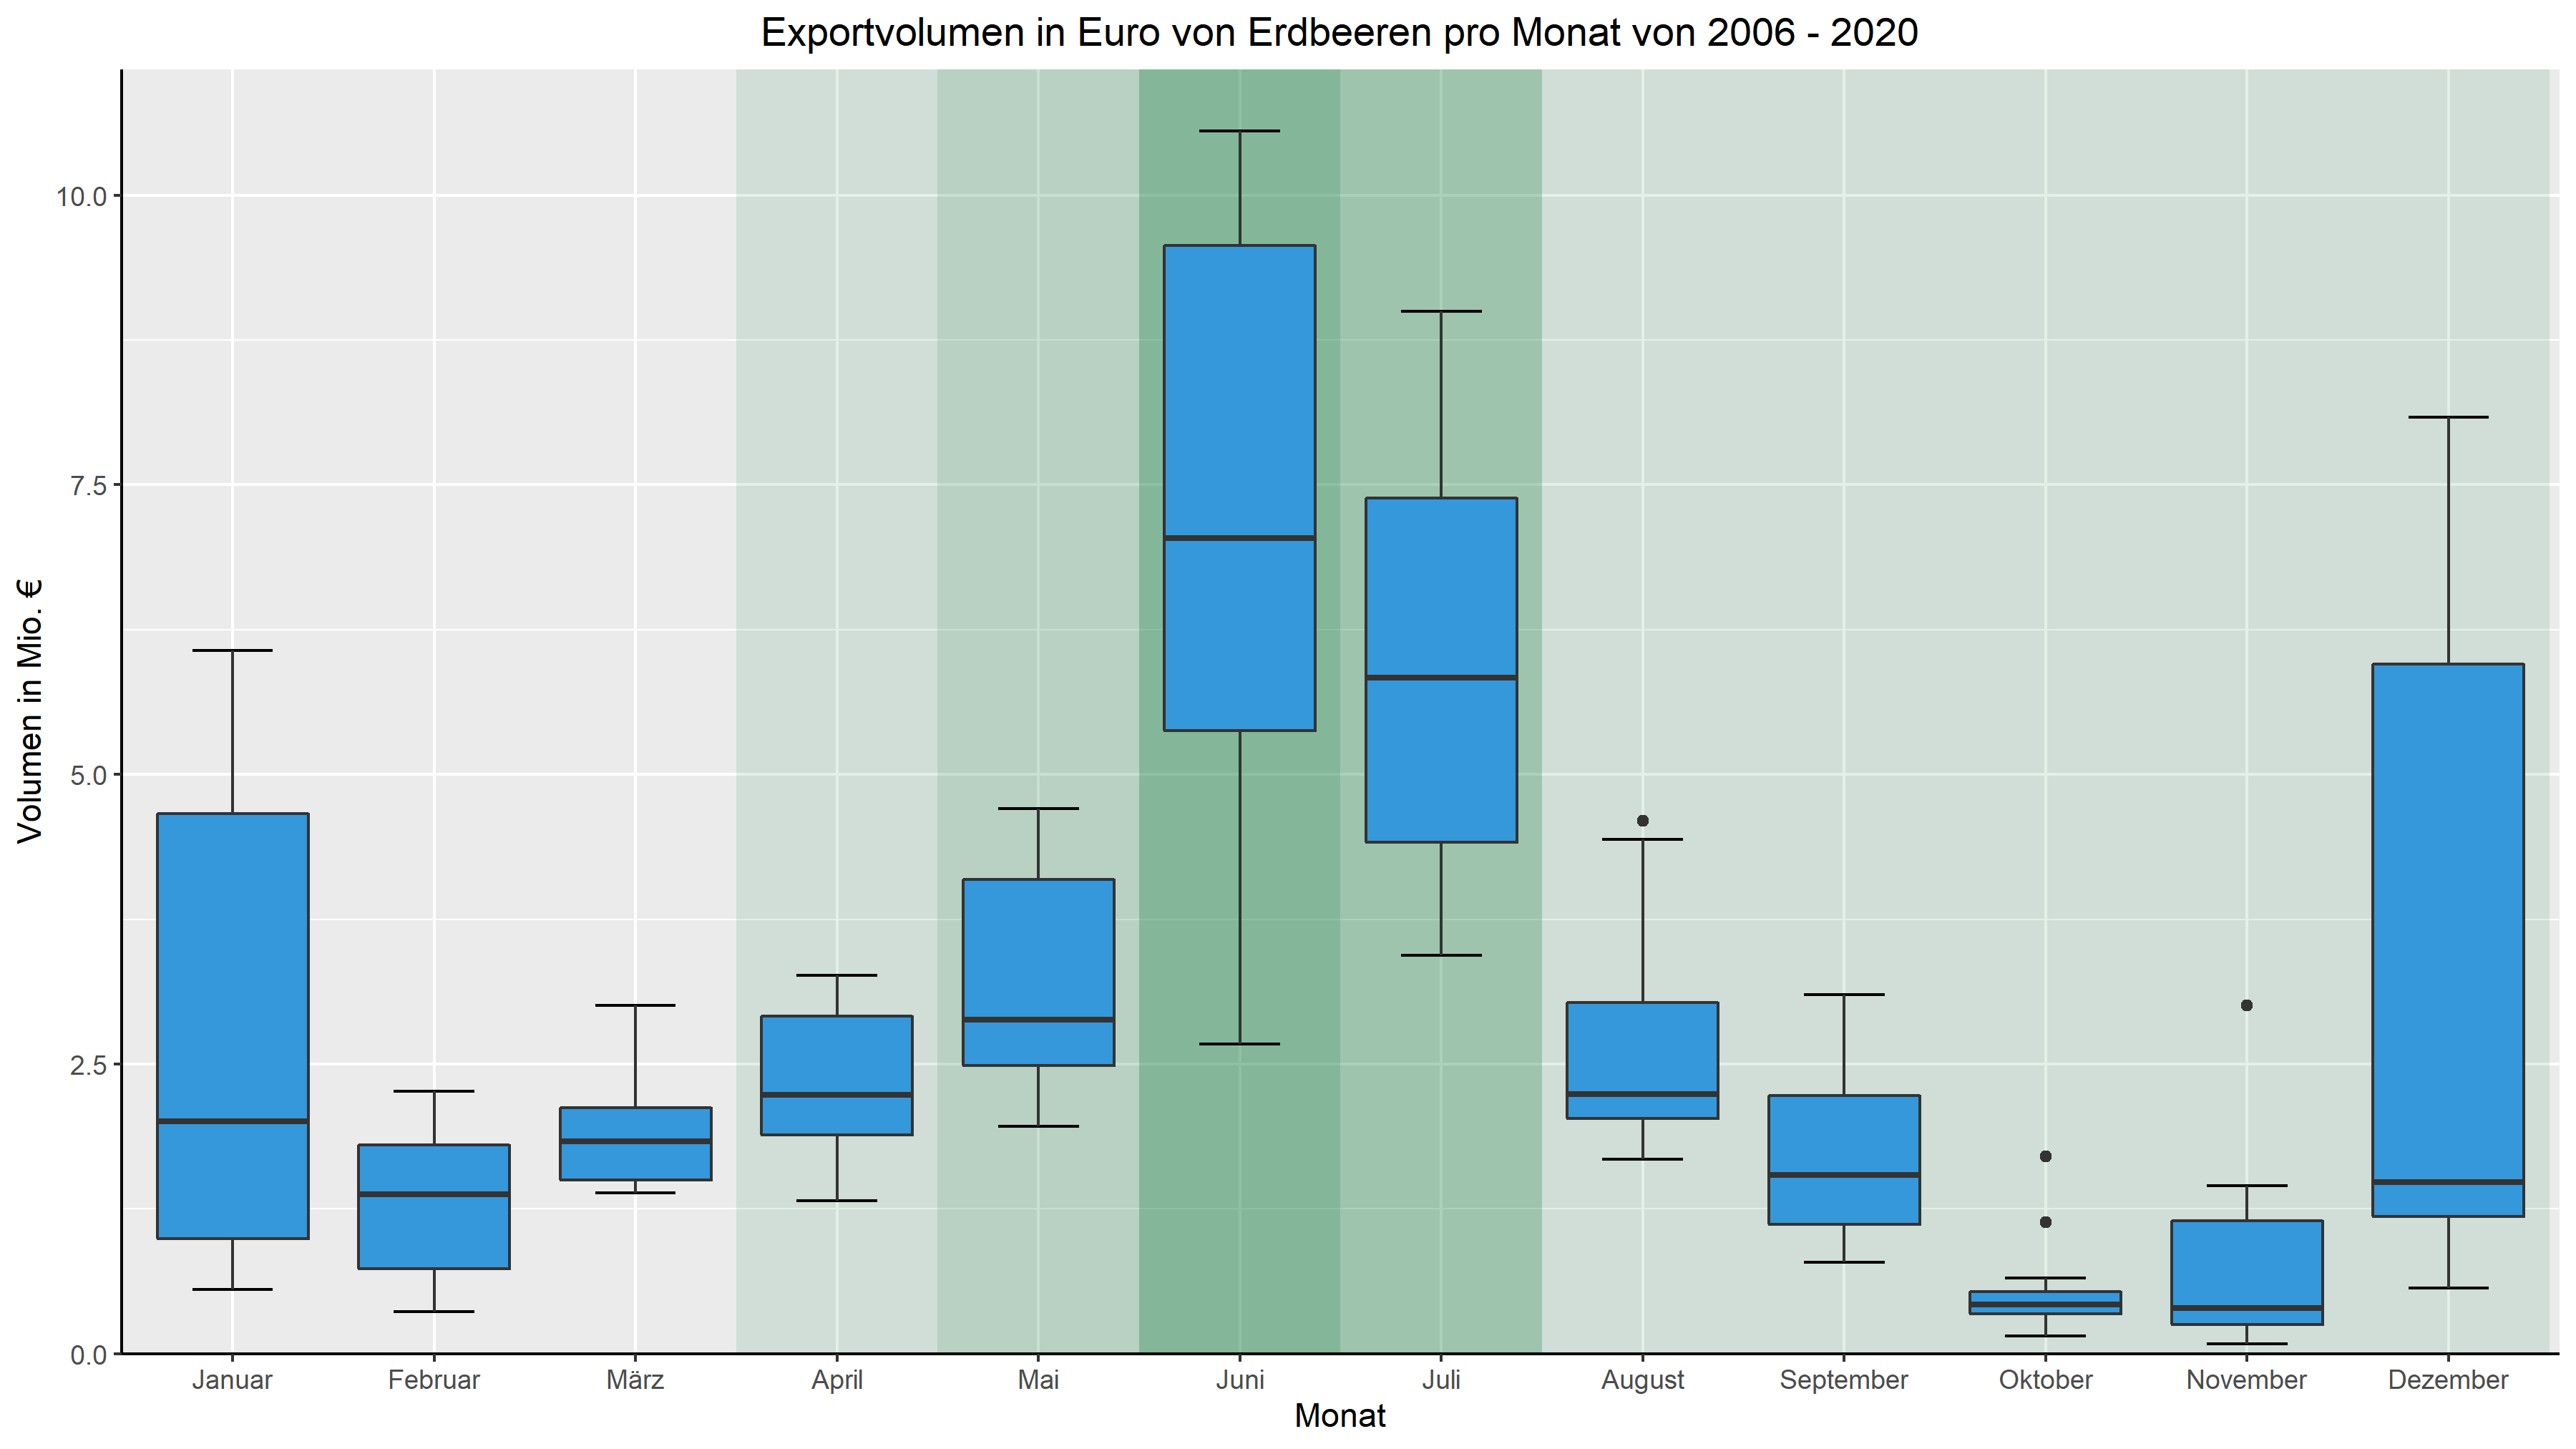 Exportvolumen in Euro von Erdbeeren pro Monat von 2006 - 2020
Volumen in Mio. €
10.0
7.5
5.0
2.5
0.0
Januar Februar März April Mai Juni Juli August September Oktober November Dezember
Monat